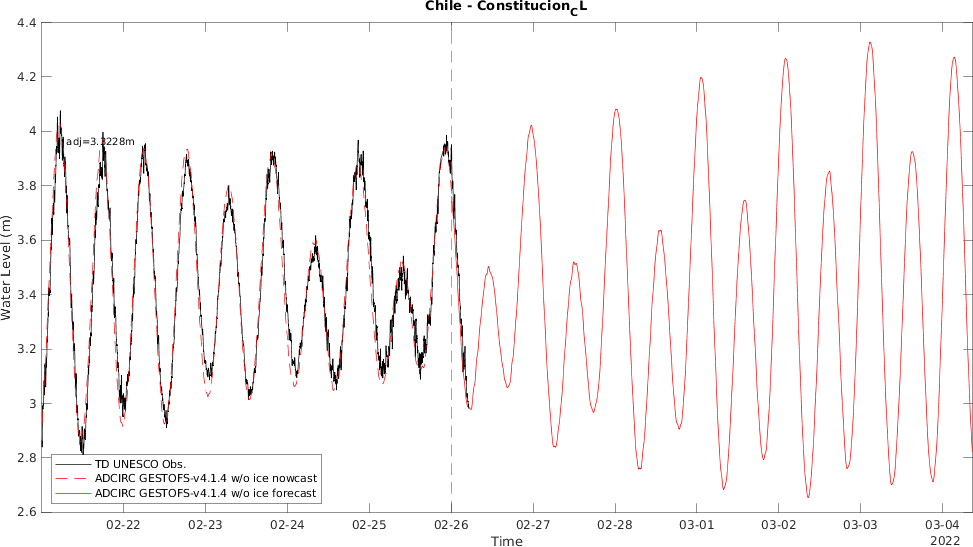 Chile - Constitucion_CL
4.4
4.2
4
3.8
3.6
3.4
3.2
3
2.8
2.6
Water Level (m)
adj=3.3228m
TD UNESCO Obs.
ADCIRC GESTOFS-v4.1.4 w/o ice nowcast
ADCIRC GESTOFS-v4.1.4 w/o ice forecast
02-22 02-23 02-24 02-25 02-26 02-27 02-28 03-01 03-02 03-03 03-04
2022
Time